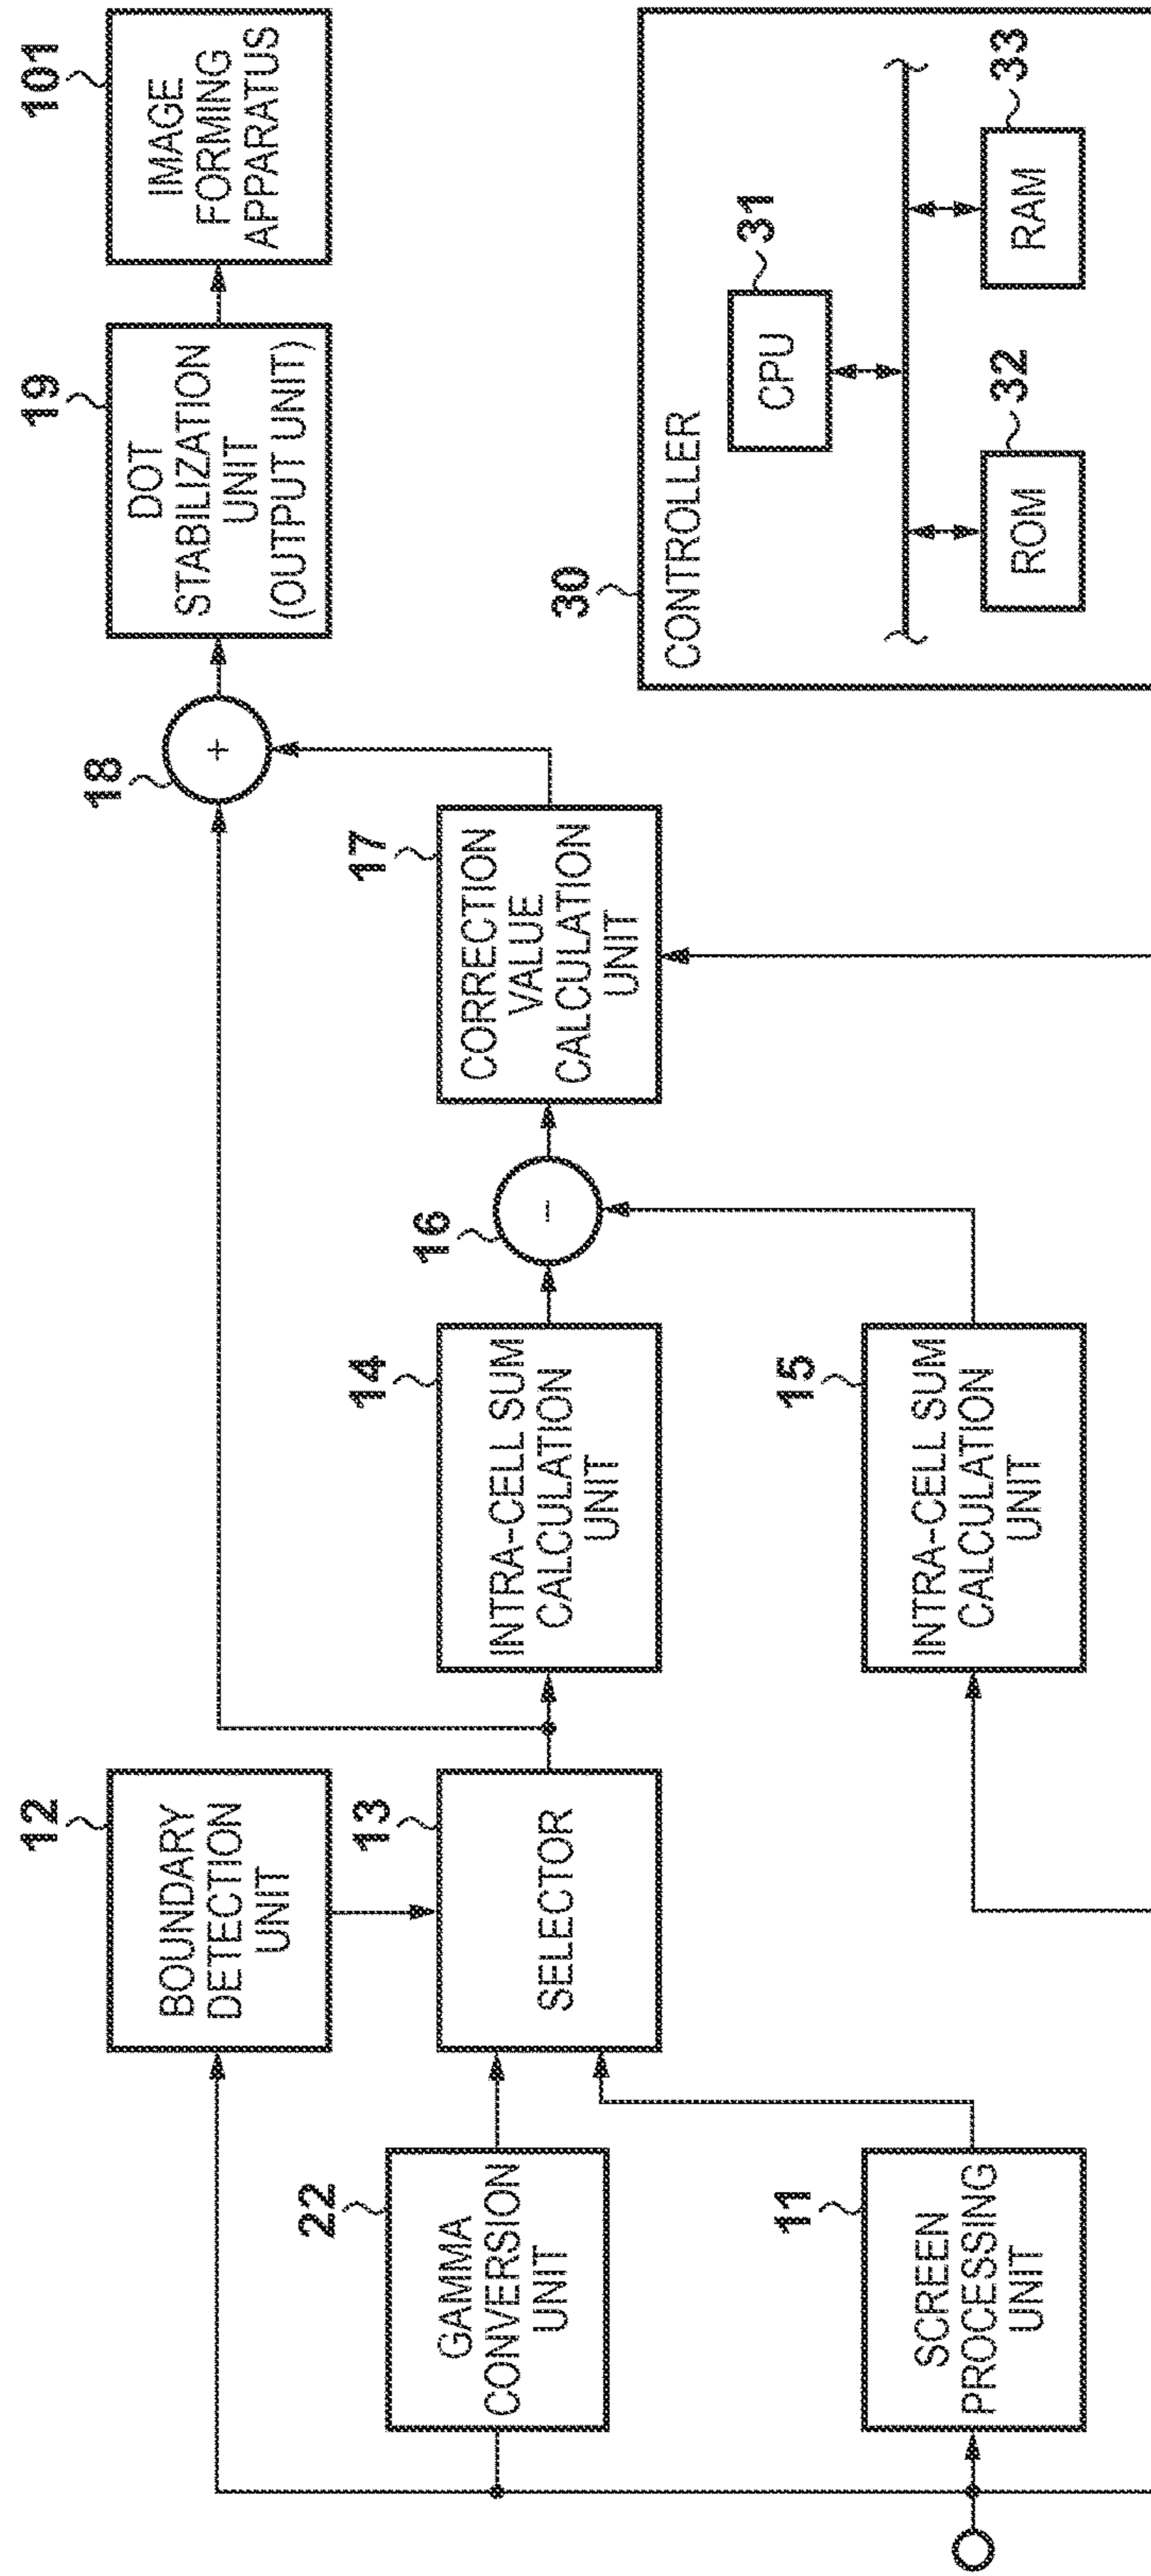 12
BOUNDARY
DETECTION
UNIT
22
GAMMA
CONVERSION
UNIT
13
SELECTOR
11
SCREEN
PROCESSING
UNIT
14
INTRA-CELL SUM
CALCULATION
UNIT
15
INTRA-CELL SUM
CALCULATION
UNIT
16
−
17
CORRECTION
VALUE
CALCULATION
UNIT
18
+
19
DOT
STABILIZATION
UNIT
(OUTPUT UNIT)
101
IMAGE
FORMING
APPARATUS
30
CONTROLLER
31
CPU
32
ROM
33
RAM